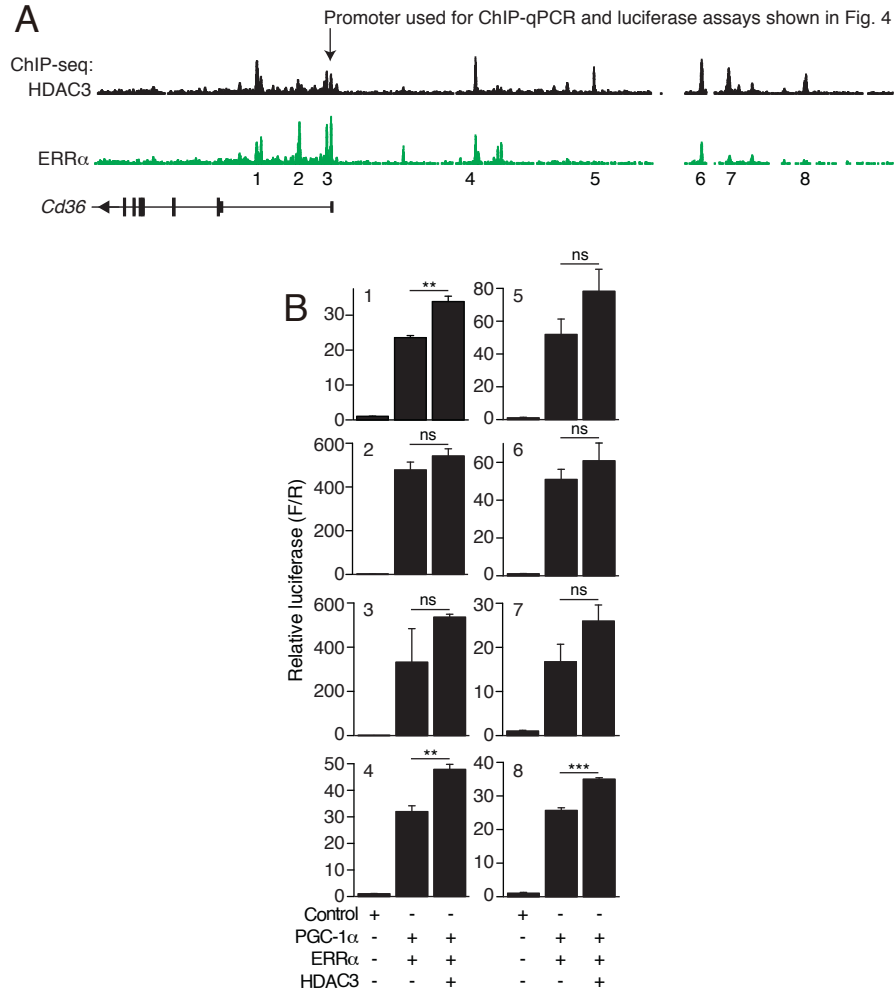 A
Promoter used for ChIP-qPCR and luciferase assays shown in Fig. 4
ChIP-seq:
HDAC3
ERRα
1 2 3 4 5 6 7 8
Cd36
B
Relative luciferase (F/R)
1
**
30
20
10
0
5
ns
80
60
40
20
0
2
ns
600
400
200
0
6
ns
60
40
20
0
3
ns
600
400
200
0
7
ns
30
20
10
0
4
**
50
40
30
20
10
0
8
***
40
30
20
10
0
Control + - - + - -
PGC-1α - + + - + +
ERRα - + + - + +
HDAC3 - - + - - +